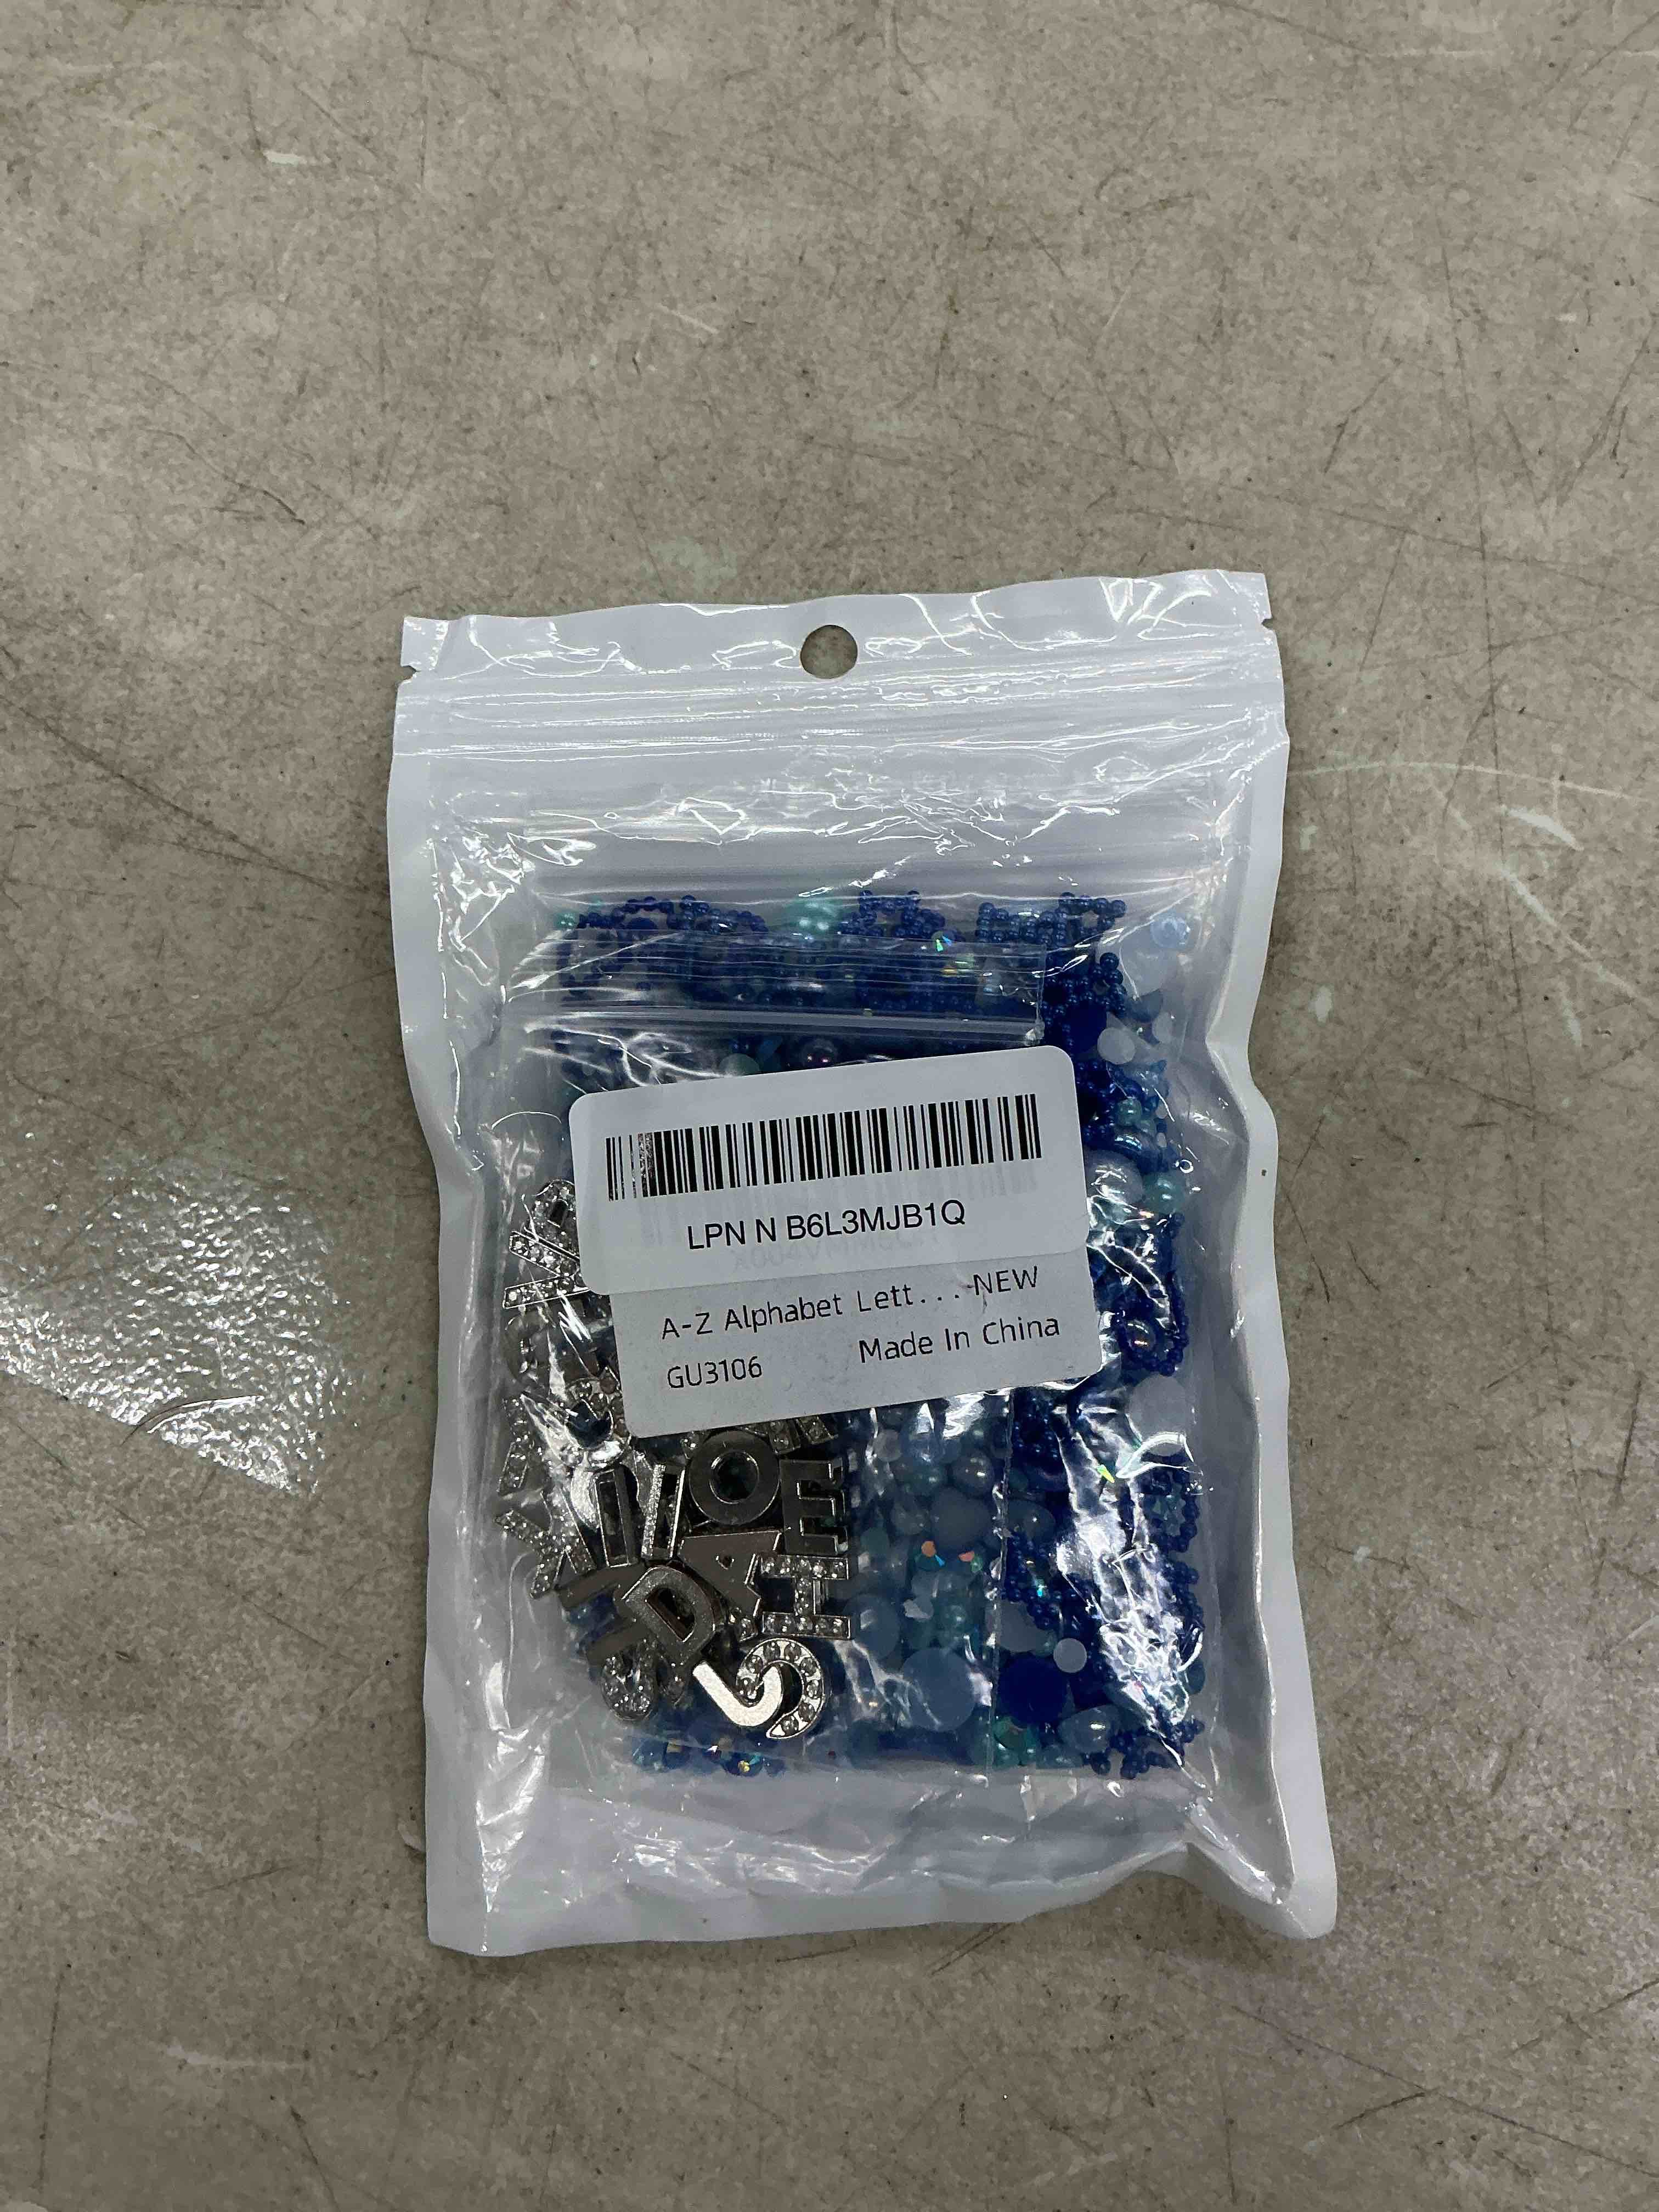 LPN N B6L3MJB1Q
A-Z Alphabet Lett... NEW
Made In China
GU3106
O
E
A
I
D
J